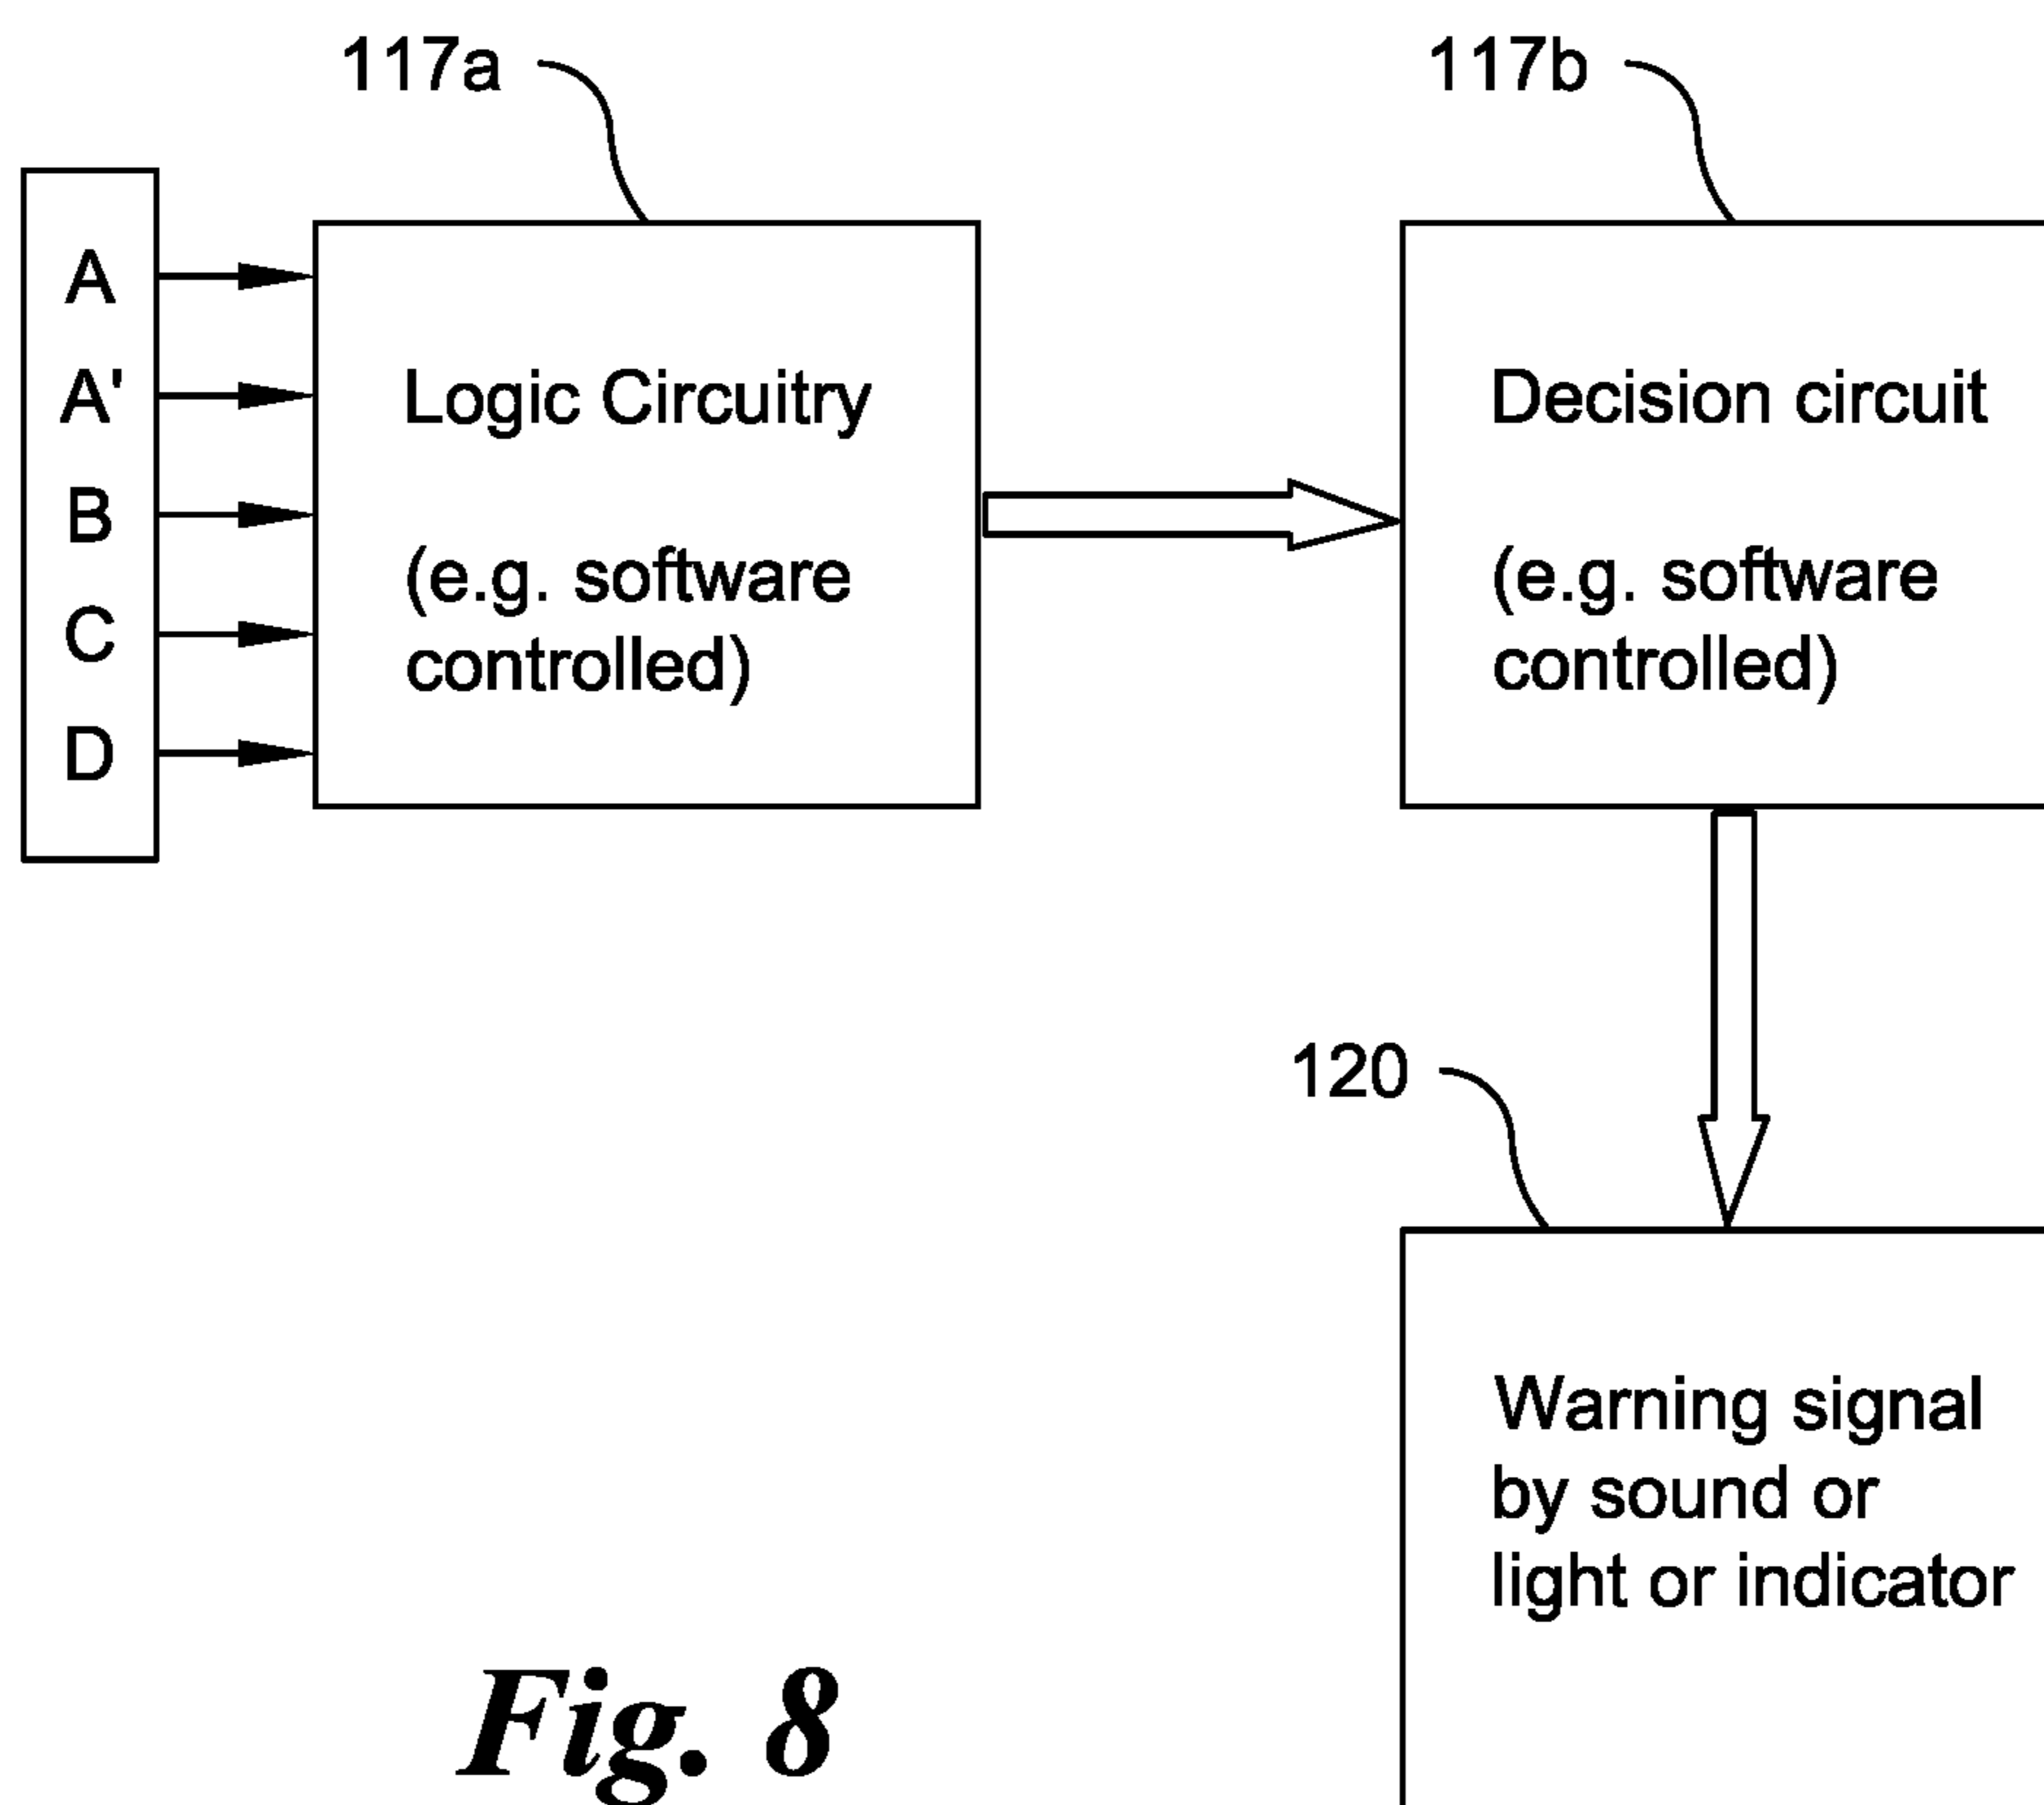 117a
117b
A
A'
B
C
D
Logic Circuitry
(e.g. software
controlled)
Decision circuit
(e.g. software
controlled)
120
Warning signal
by sound or
light or indicator
Fig. 8